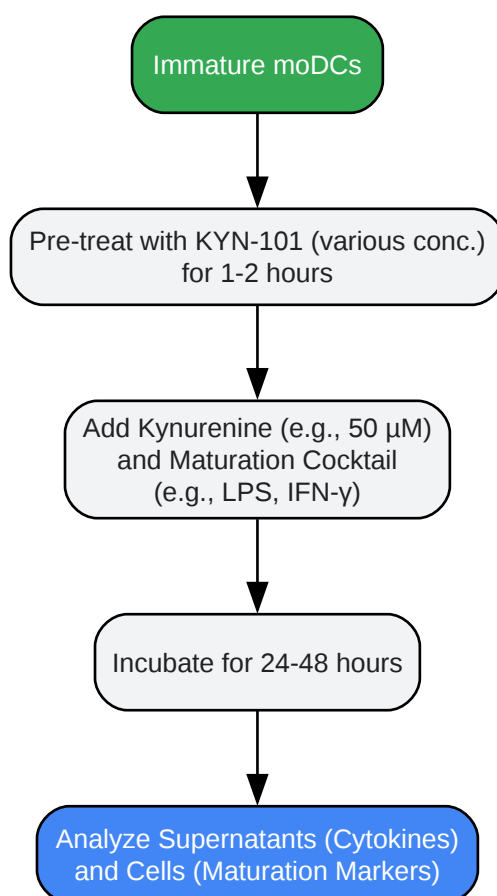 Immature moDCs
Pre-treat with KYN-101 (various conc.)
for 1-2 hours
Add Kynurenine (e.g., 50 µM)
and Maturation Cocktail
(e.g., LPS, IFN-γ)
Incubate for 24-48 hours
Analyze Supernatants (Cytokines)
and Cells (Maturation Markers)